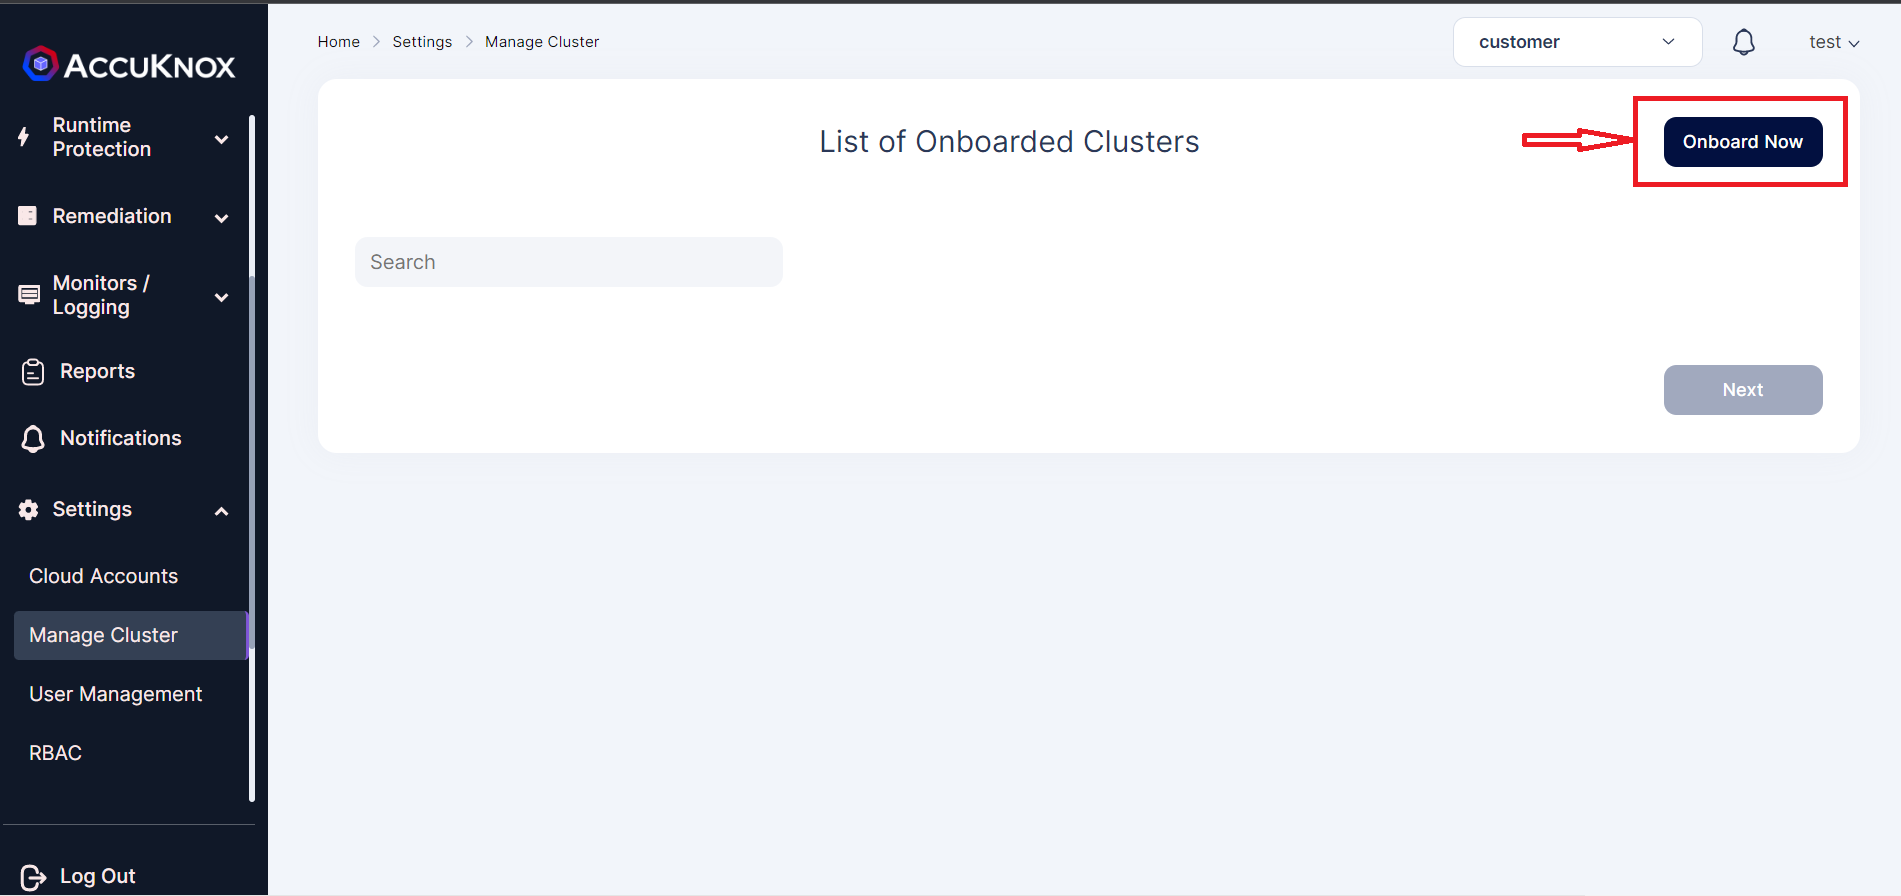 ACCUKNOX
Runtime
Protection
Remediation
Monitors /
Logging
Reports
Notifications
Settings
Cloud Accounts
Manage Cluster
User Management
RBAC
Log Out
Home > Settings > Manage Cluster
customer
test
List of Onboarded Clusters
Onboard Now
Search
Next